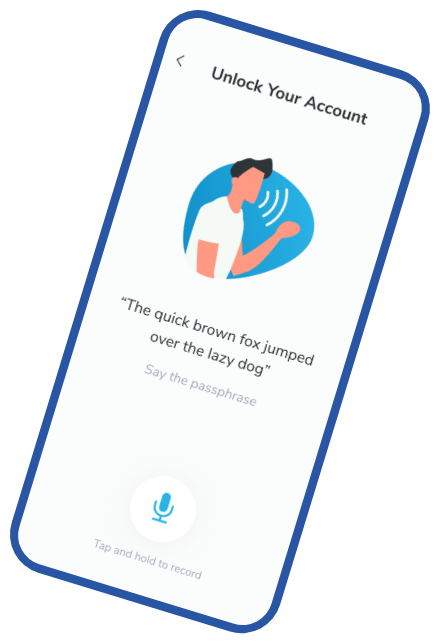 Unlock Your Account
“The quick brown fox jumped
over the lazy dog”
Say the passphrase
Tap and hold to record